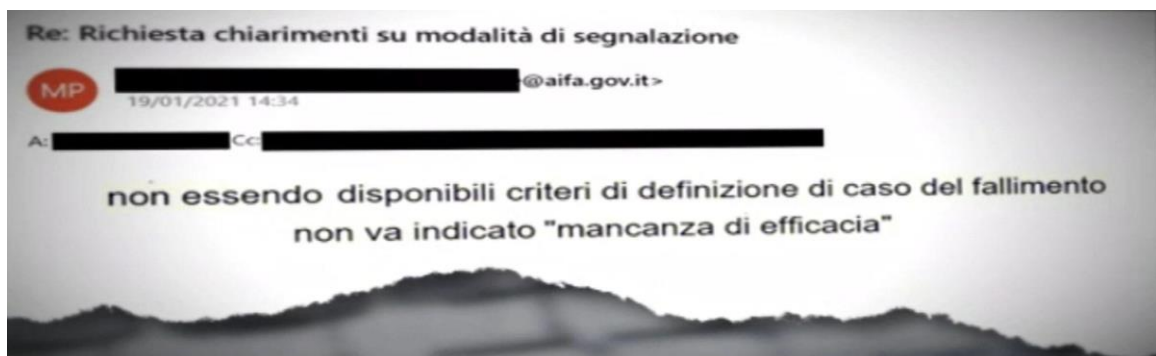 Re: Richiesta chiarimenti su modalità di segnalazione
MP
@aifa.gov.it>
19/01/2021 14:34
A: Cc:
non essendo disponibili criteri di definizione di caso del fallimento
non va indicato "mancanza di efficacia"